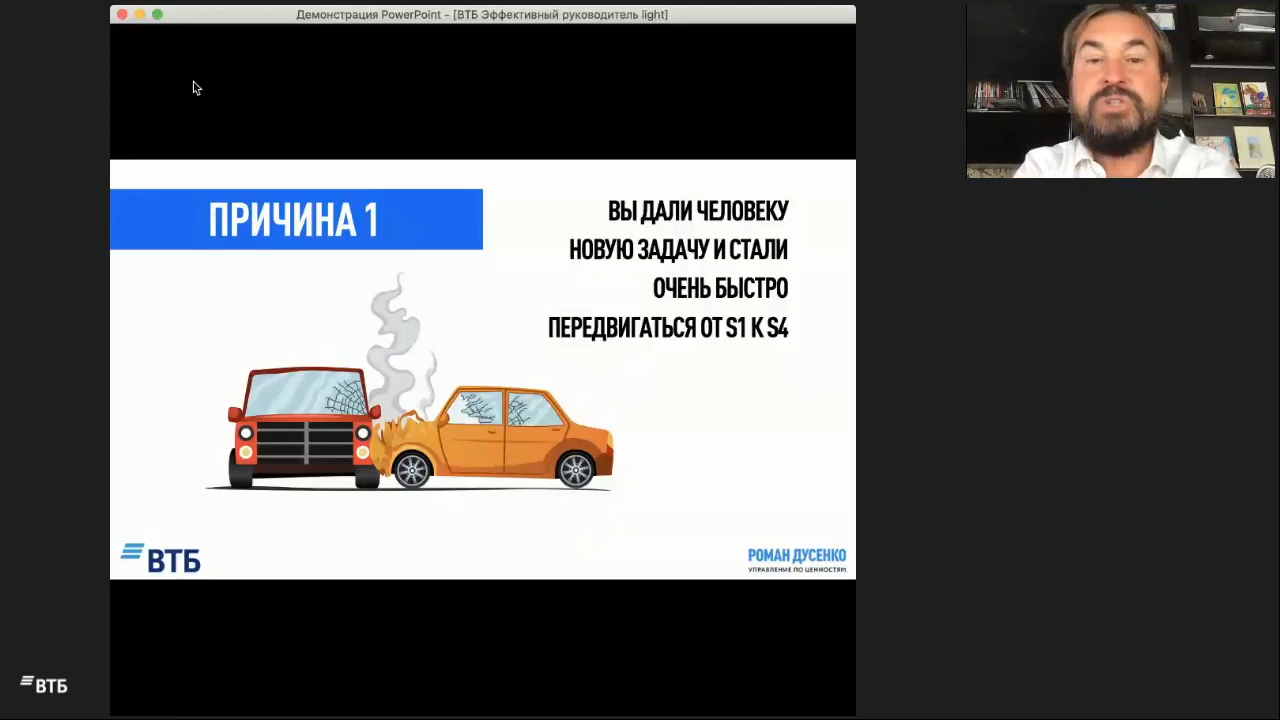 Демонстрация PowerPoint - [ВТБ Эффективный руководитель light]
ПРИЧИНА 1
ВЫ ДАЛИ ЧЕЛОВЕКУ
НОВУЮ ЗАДАЧУ И СТАЛИ
ОЧЕНЬ БЫСТРО
ПЕРЕДВИГАТЬСЯ ОТ S1 К S4
ВТБ
РОМАН ДУСЕНКО
УПРАВЛЕНИЕ ПО ЦЕННОСТЯМ
ВТБ